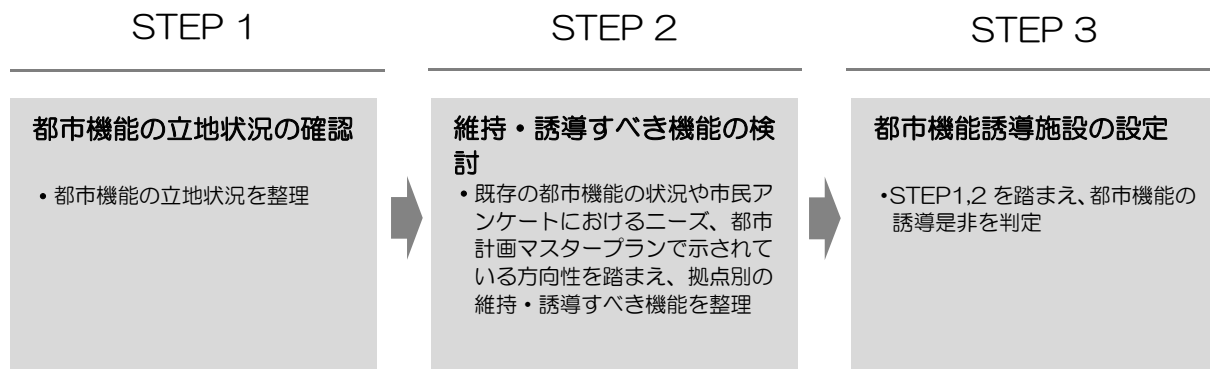 STEP 1
都市機能の立地状況の確認
•都市機能の立地状況を整理
STEP 2
維持・誘導すべき機能の検
討
•既存の都市機能の状況や市民ア
ンケートにおけるニーズ、都市
計画マスタープランで示されて
いる方向性を踏まえ、拠点別の
維持・誘導すべき機能を整理
STEP 3
都市機能誘導施設の設定
•STEP1,2 を踏まえ、都市機能の
誘導是非を判定